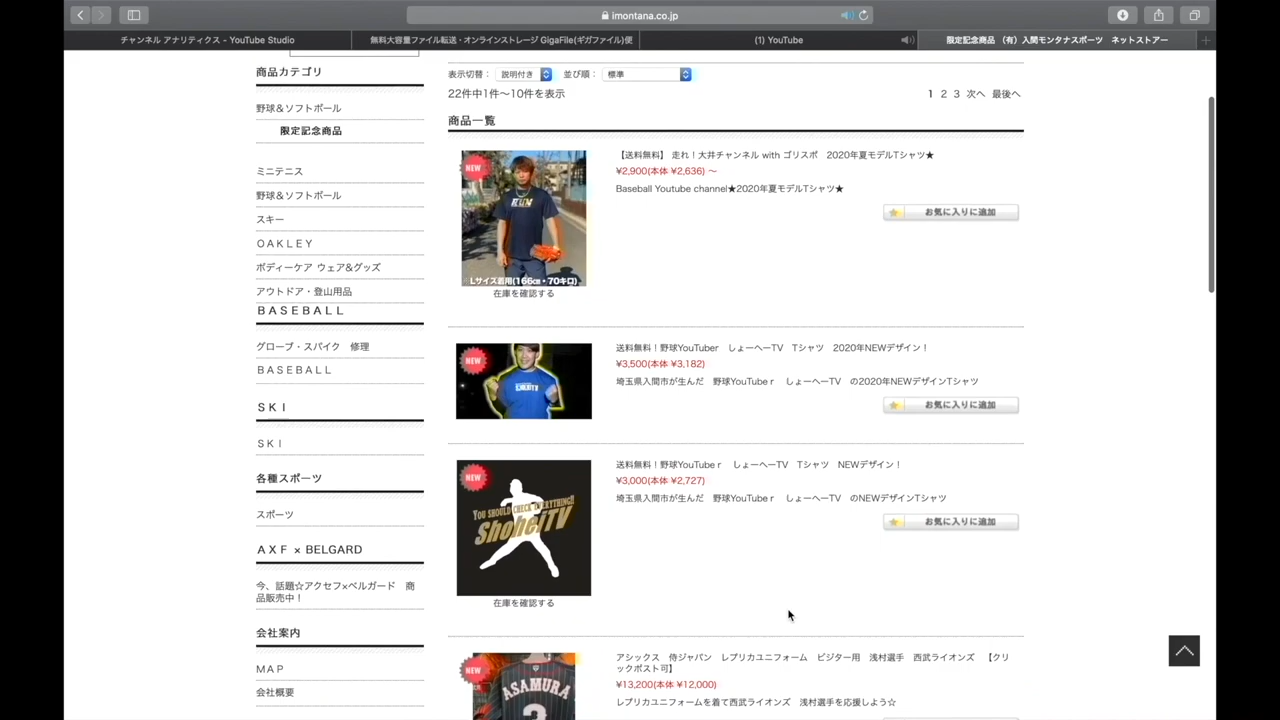 imontana.co.jp
チャンネル アナリティクス - YouTube Studio
無料大容量ファイル転送・オンラインストレージ GigaFile(ギガファイル)便
(1) YouTube
限定記念商品 （有）入間モンタナスポーツ ネットストアー
商品カテゴリ
野球＆ソフトボール
限定記念商品
ミニテニス
野球＆ソフトボール
スキー
ＯＡＫＬＥＹ
ボディーケア ウェア&グッズ
アウトドア・登山用品
ＢＡＳＥＢＡＬＬ
グローブ・スパイク　修理
ＢＡＳＥＢＡＬＬ
ＳＫＩ
ＳＫＩ
各種スポーツ
スポーツ
ＡＸＦ × BELGARD
今、話題☆アクセフ×ベルガード　商
品販売中！
会社案内
ＭＡＰ
会社概要
表示切替： 説明付き 並び順： 標準
22件中1件〜10件を表示
1 2 3 次へ 最後へ
商品一覧
NEW
Lサイズ着用(166㎝・70キロ)
在庫を確認する
【送料無料】 走れ！大井チャンネル with ゴリスポ　2020年夏モデルTシャツ★
¥2,900(本体 ¥2,636) 〜
Baseball Youtube channel★2020年夏モデルTシャツ★
お気に入りに追加
NEW
送料無料！野球YouTuber　しょーへーTV　Tシャツ　2020年NEWデザイン！
¥3,500(本体 ¥3,182)
埼玉県入間市が生んだ　野球YouTubeｒ　しょーへーTV　の2020年NEWデザインTシャツ
お気に入りに追加
NEW
YOU SHOULD CHECK EVERYTHING!!
ShoheiTV
在庫を確認する
送料無料！野球YouTubeｒ　しょーへーTV　Tシャツ　NEWデザイン！
¥3,000(本体 ¥2,727)
埼玉県入間市が生んだ　野球YouTubeｒ　しょーへーTV　のNEWデザインTシャツ
お気に入りに追加
NEW
ASAMURA
アシックス　侍ジャパン　レプリカユニフォーム　ビジター用　浅村選手　西武ライオンズ　【クリ
ックポスト可】
¥13,200(本体 ¥12,000)
レプリカユニフォームを着て西武ライオンズ　浅村選手を応援しよう☆